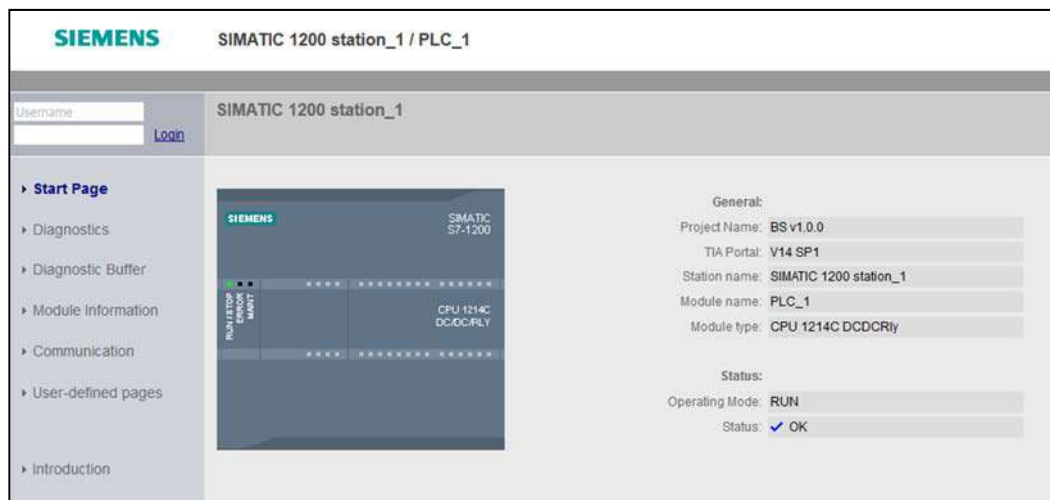 SIEMENS
SIMATIC 1200 station_1 / PLC_1
Username
Login
SIMATIC 1200 station_1
Start Page
Diagnostics
Diagnostic Buffer
Module Information
Communication
User-defined pages
Introduction
SIEMENS
SIMATIC
S7-1200
RUN / STOP
ERROR
MAINT
CPU 1214C
DC/DC/RLY
General:
Project Name: BS v1.0.0
TIA Portal: V14 SP1
Station name: SIMATIC 1200 station_1
Module name: PLC_1
Module type: CPU 1214C DCDCRly
Status:
Operating Mode: RUN
Status: ✓ OK